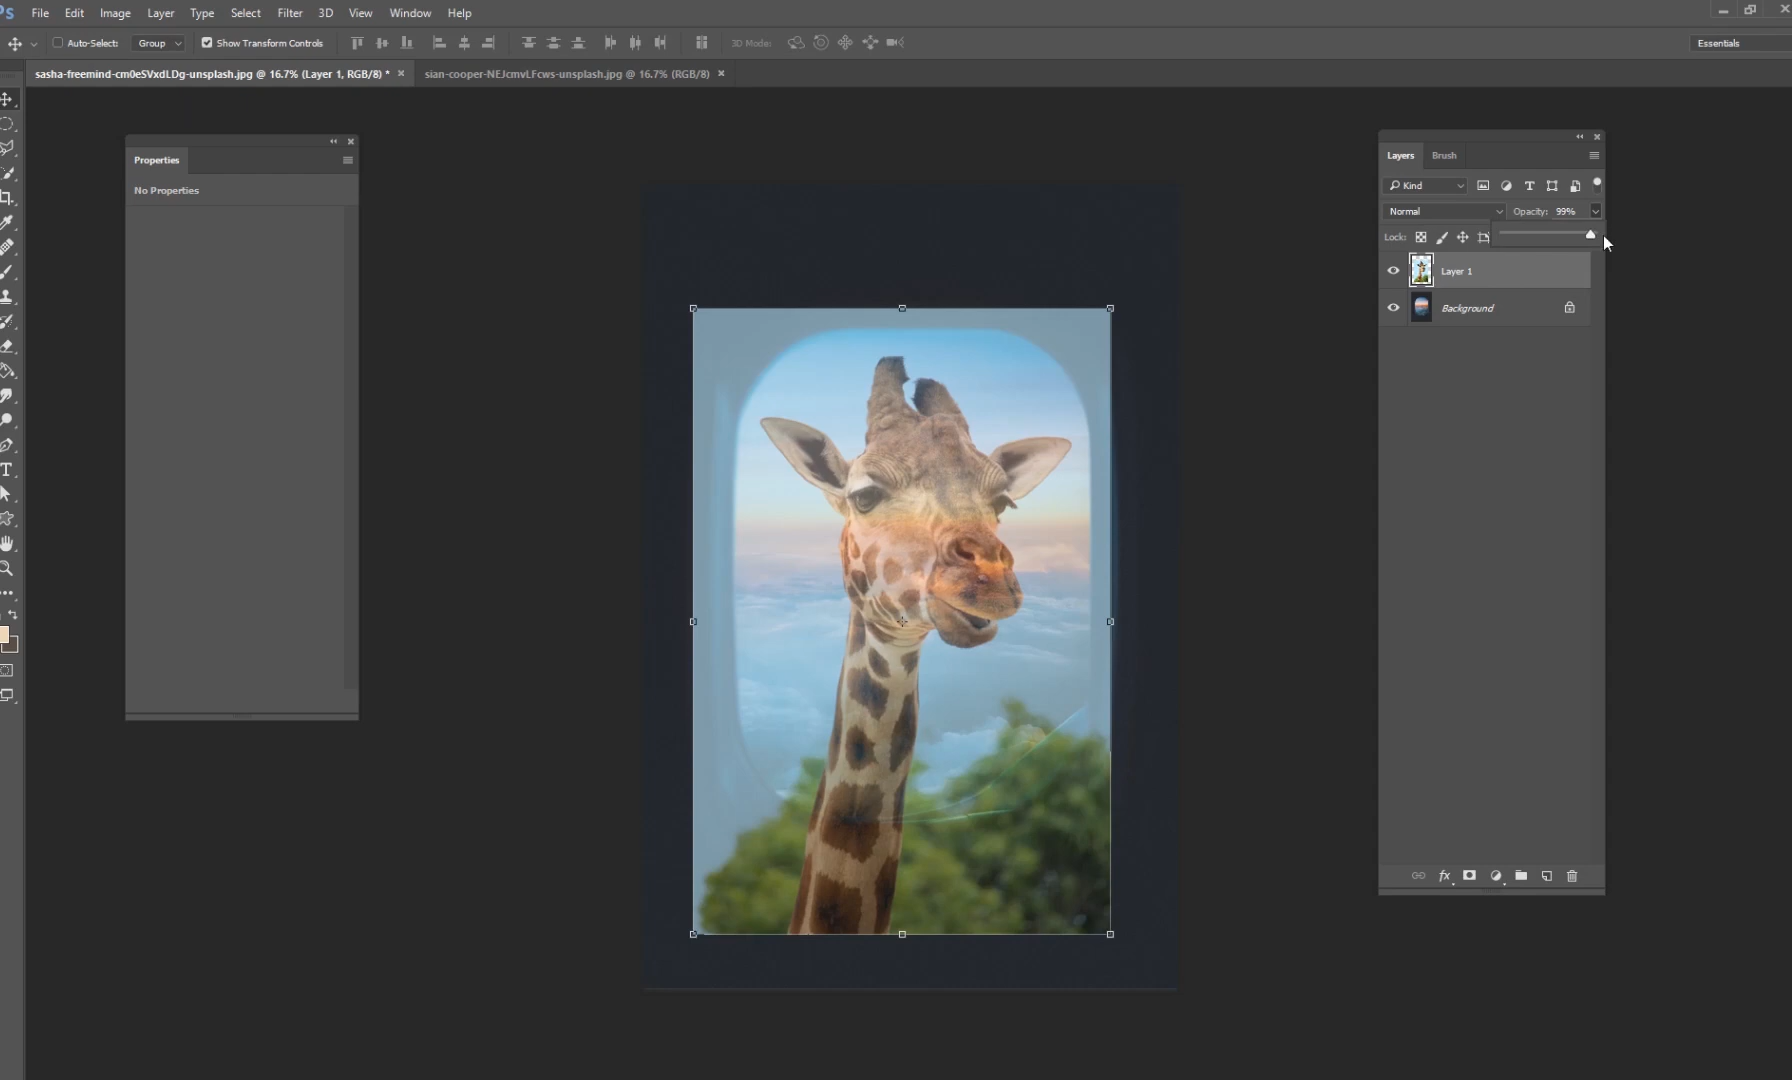 Ps File Edit Image Layer Type Select Filter 3D View Window Help
Auto-Select: Group Show Transform Controls 3D Mode: Essentials
sasha-freemind-cm0eSVxdLDg-unsplash.jpg @ 16.7% (Layer 1, RGB/8) * sian-cooper-NEJcmvLFcws-unsplash.jpg @ 16.7% (RGB/8)
Properties
No Properties
Layers Brush
Kind
Normal Opacity: 99%
Lock:
Layer 1
Background
fx